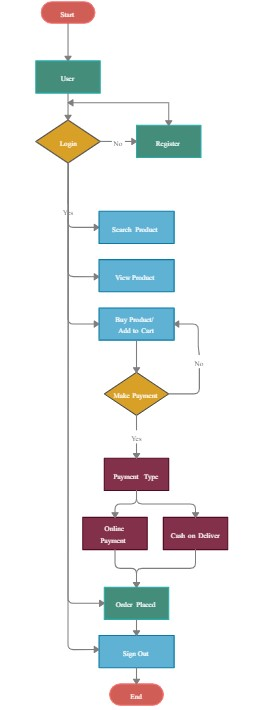 Start
User
Login
No
Register
Yes
Search Product
View Product
Buy Product/
Add to Cart
No
Make Payment
Yes
Payment Type
Online
Payment
Cash on Deliver
Order Placed
Sign Out
End